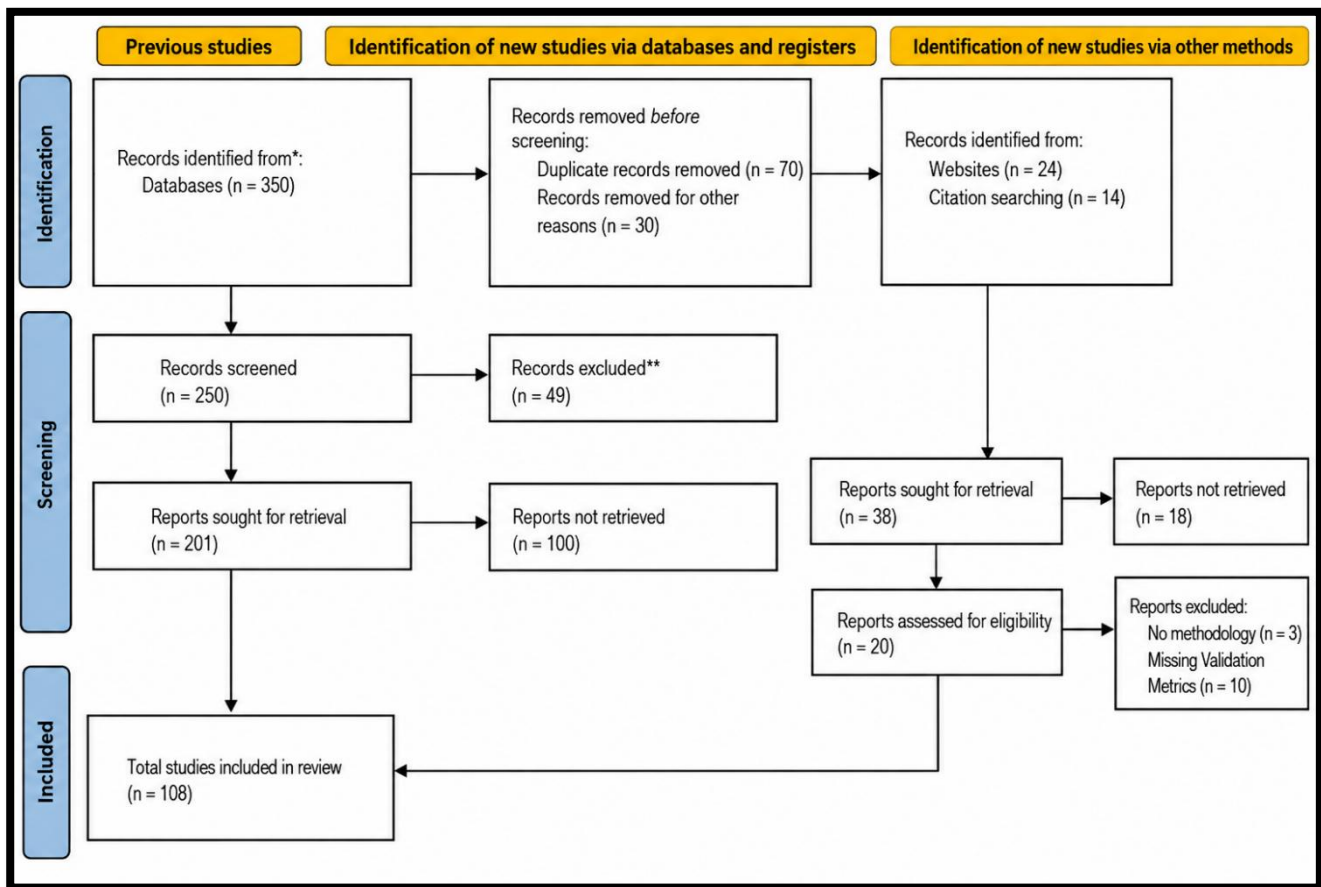 Previous studies
Identification of new studies via databases and registers
Identification of new studies via other methods
Identification
Records identified from*:
Databases (n = 350)
Records removed before
screening:
Duplicate records removed (n = 70)
Records removed for other
reasons (n = 30)
Records identified from:
Websites (n = 24)
Citation searching (n = 14)
Screening
Records screened
(n = 250)
Records excluded**
(n = 49)
Reports sought for retrieval
(n = 201)
Reports not retrieved
(n = 100)
Reports sought for retrieval
(n = 38)
Reports not retrieved
(n = 18)
Reports assessed for eligibility
(n = 20)
Reports excluded:
No methodology (n = 3)
Missing Validation
Metrics (n = 10)
Included
Total studies included in review
(n = 108)